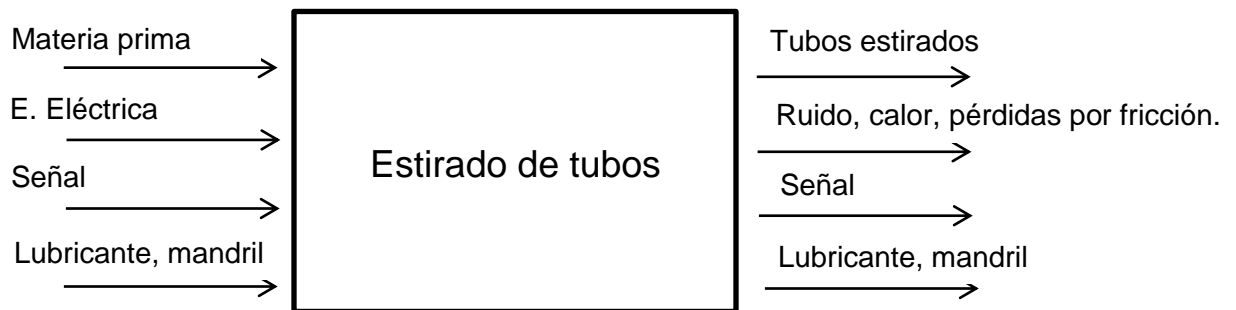 Materia prima
E. Eléctrica
Señal
Lubricante, mandril
Estirado de tubos
Tubos estirados
Ruido, calor, pérdidas por fricción.
Señal
Lubricante, mandril